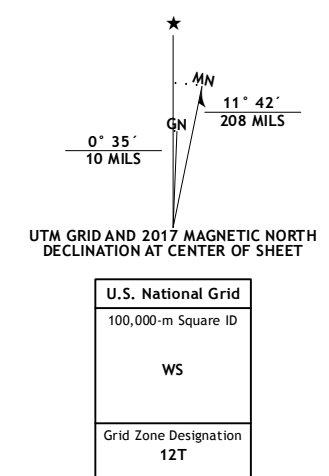 ★
MN
11° 42´
208 MILS
GN
0° 35´
10 MILS
UTM GRID AND 2017 MAGNETIC NORTH
DECLINATION AT CENTER OF SHEET
U.S. National Grid
100,000-m Square ID
WS
Grid Zone Designation
12T